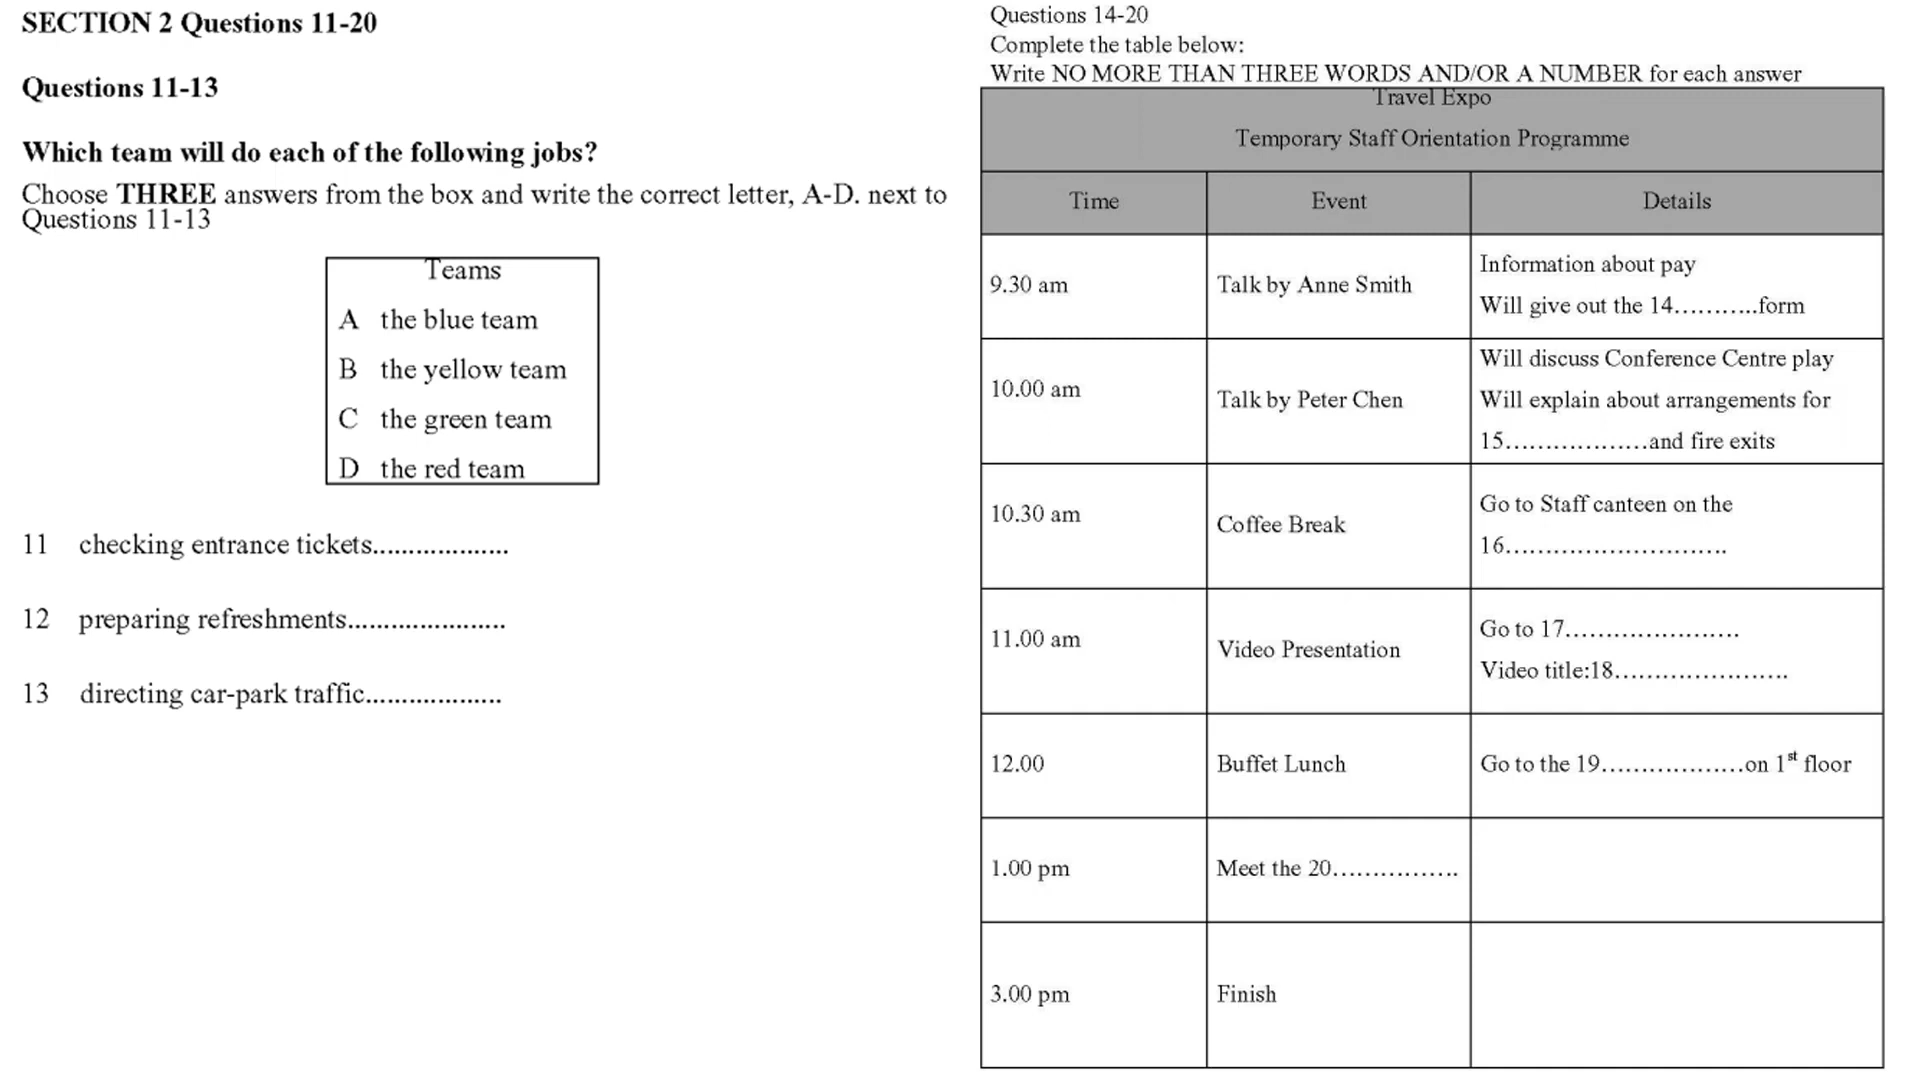 SECTION 2 Questions 11-20
Questions 11-13
Which team will do each of the following jobs?
Choose THREE answers from the box and write the correct letter, A-D. next to
Questions 11-13
Teams
A the blue team
B the yellow team
C the green team
D the red team
11 checking entrance tickets...................
12 preparing refreshments......................
13 directing car-park traffic...................
Questions 14-20
Complete the table below:
Write NO MORE THAN THREE WORDS AND/OR A NUMBER for each answer
Travel Expo
Temporary Staff Orientation Programme
Time Event Details
9.30 am Talk by Anne Smith Information about pay
Will give out the 14………..form
10.00 am Talk by Peter Chen Will discuss Conference Centre play
Will explain about arrangements for
15………………and fire exits
10.30 am Coffee Break Go to Staff canteen on the
16……………………….
11.00 am Video Presentation Go to 17………………….
Video title:18………………….
12.00 Buffet Lunch Go to the 19………………on 1st floor
1.00 pm Meet the 20…………….
3.00 pm Finish